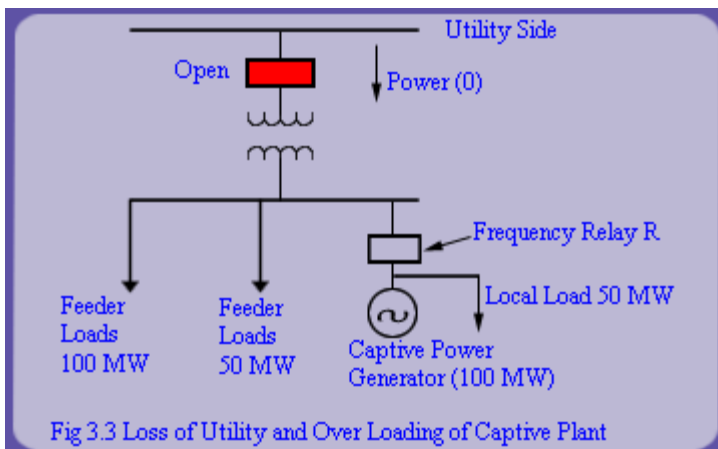 Utility Side
Open
Power (0)
Frequency Relay R
Local Load 50 MW
Feeder
Loads
100 MW
Feeder
Loads
50 MW
Captive Power
Generator (100 MW)
Fig 3.3 Loss of Utility and Over Loading of Captive Plant